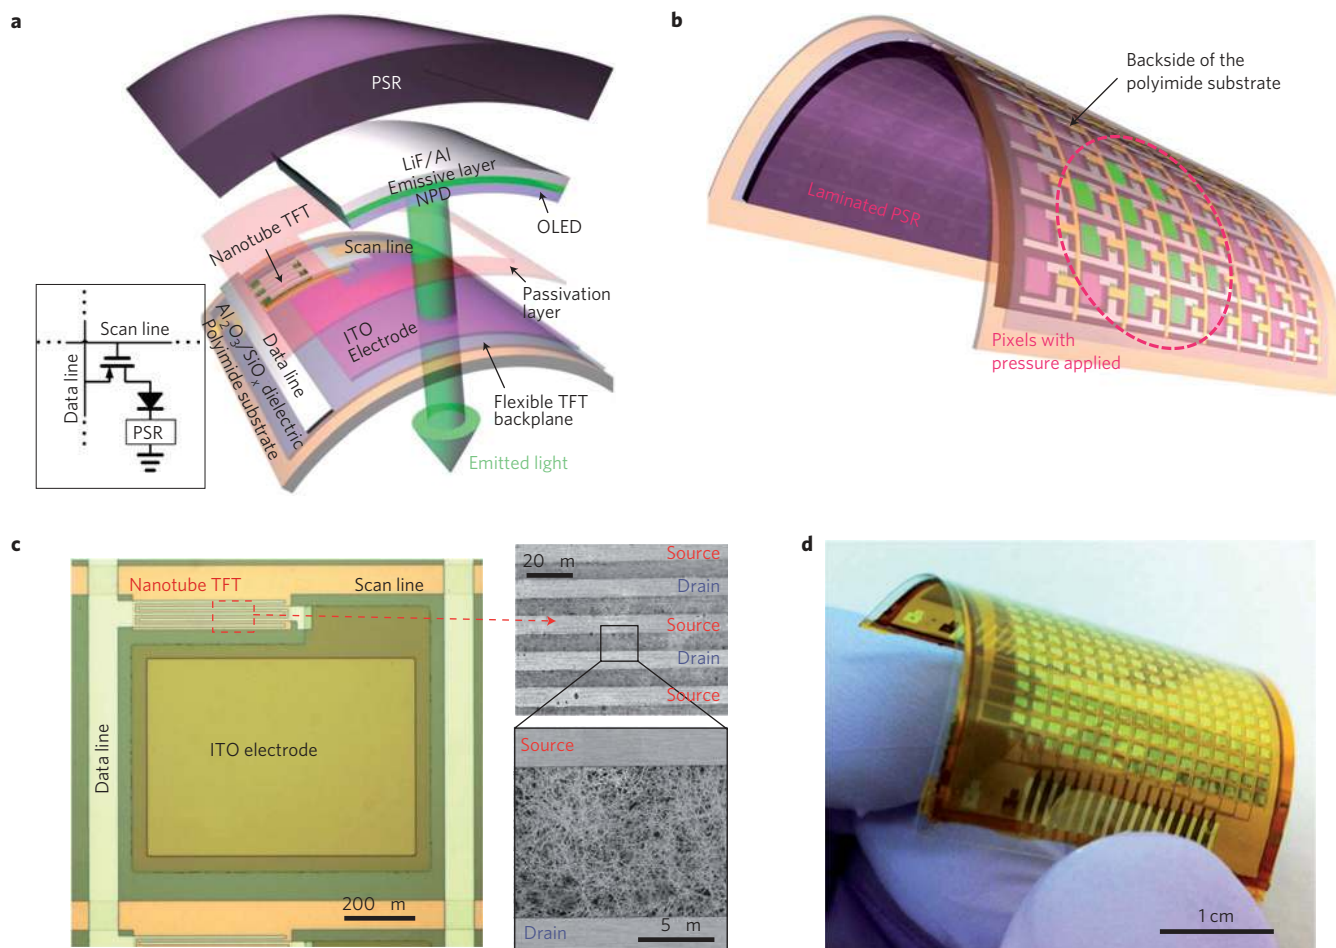 a
PSR
LiF/Al
Emissive layer
NPD
OLED
Nanotube TFT
Scan line
Passivation
layer
ITO
Electrode
Data line
Al2O3/SiOx dielectric
Polyimide substrate
Flexible TFT
backplane
Emitted light
Scan line
Data line
PSR
b
Backside of the
polyimide substrate
Laminated PSR
Pixels with
pressure applied
c
Nanotube TFT
Scan line
Data line
ITO electrode
200 m
20 m
Source
Drain
Source
Drain
Source
Source
Drain
5 m
d
1 cm